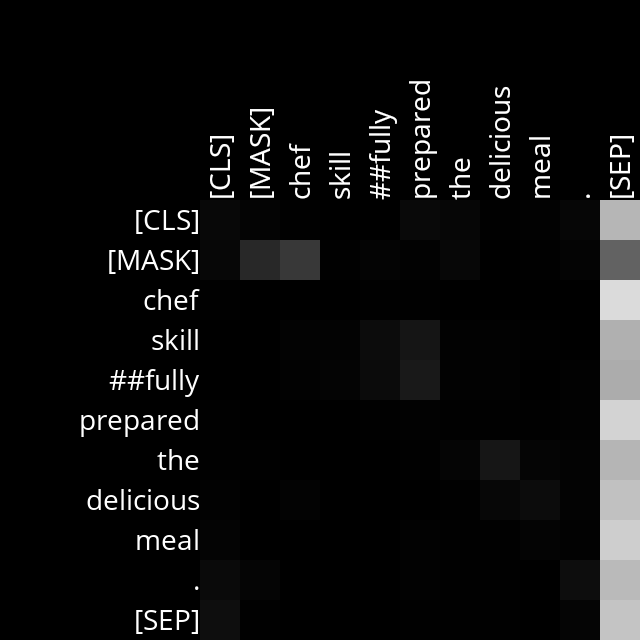 [CLS] [MASK] chef skill ##fully prepared the delicious meal . [SEP]
[CLS]
[MASK]
chef
skill
##fully
prepared
the
delicious
meal
.
[SEP]